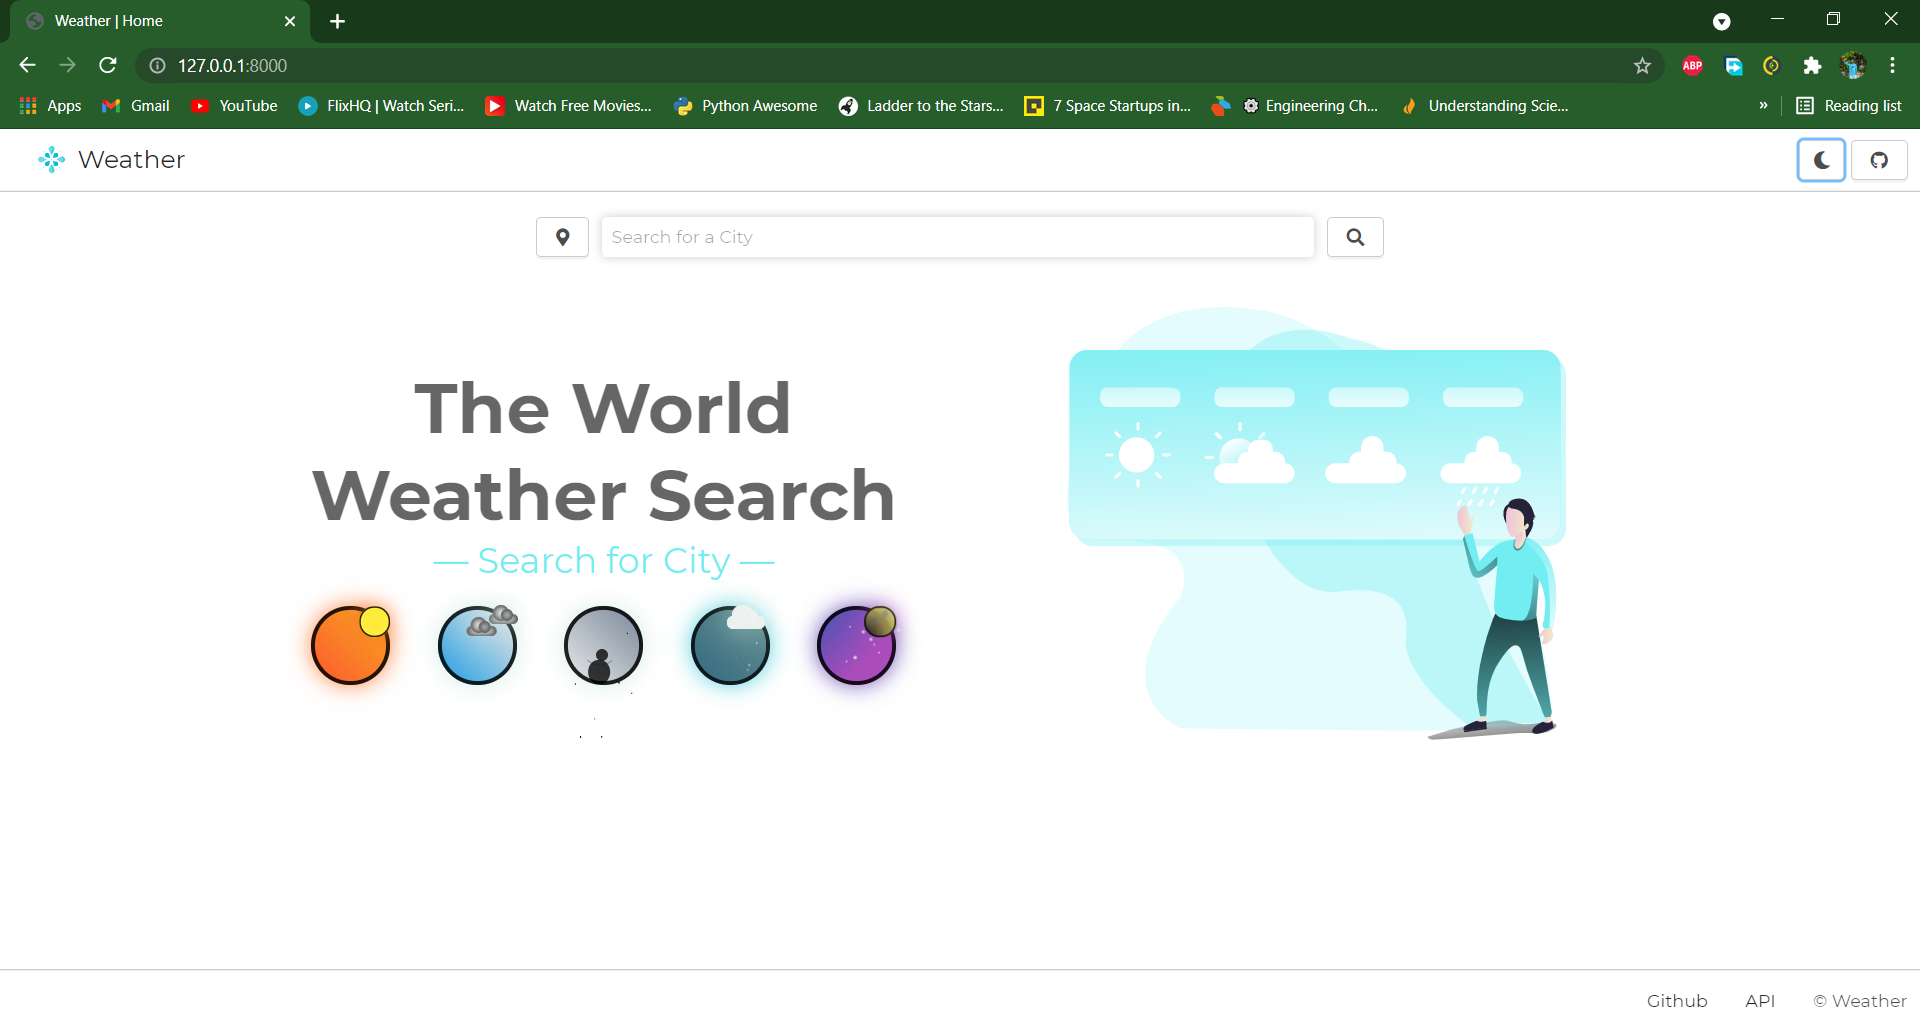 Weather | Home
127.0.0.1:8000
ABP
Apps Gmail YouTube FlixHQ | Watch Seri... Watch Free Movies... Python Awesome Ladder to the Stars... 7 Space Startups in... Engineering Ch... Understanding Scie... » Reading list
Weather
Search for a City
The World
Weather Search
— Search for City —
Github API © Weather